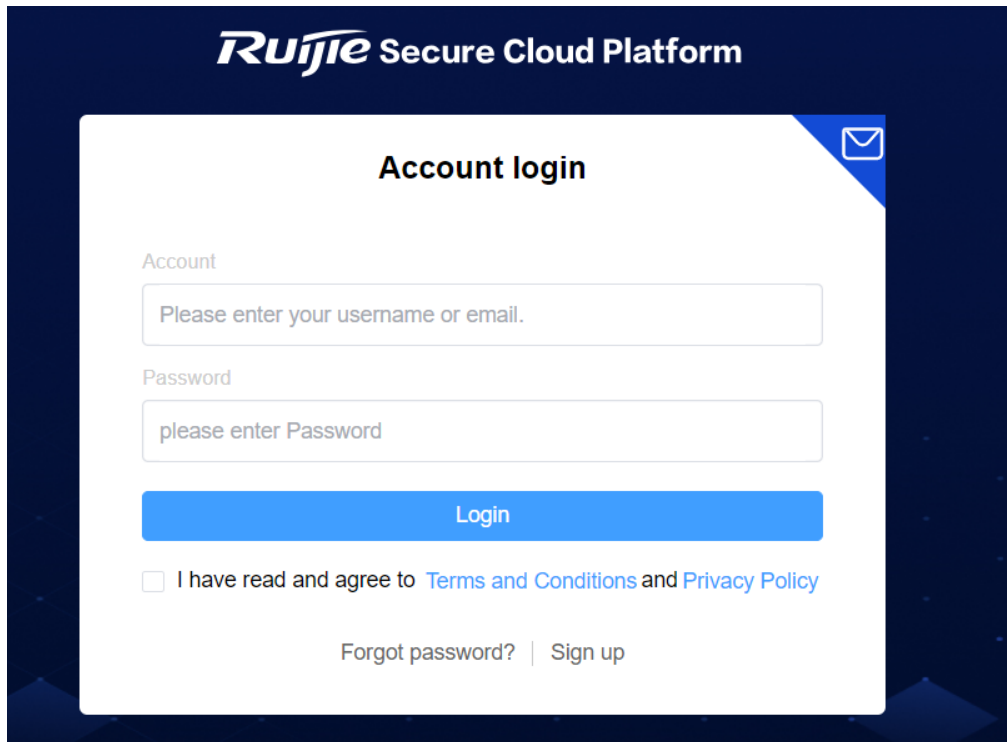 Ruijie Secure Cloud Platform
Account login
Account
Please enter your username or email.
Password
please enter Password
Login
I have read and agree to Terms and Conditions and Privacy Policy
Forgot password? | Sign up